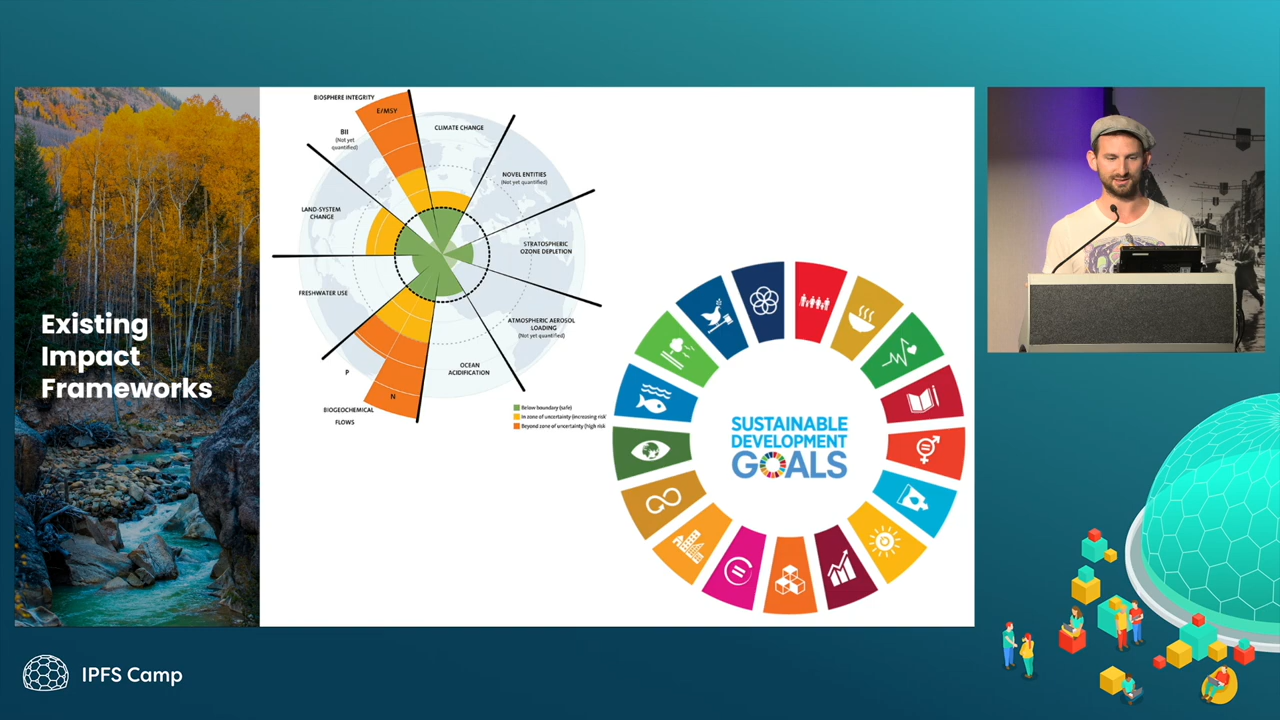 Existing
Impact
Frameworks
BIOSPHERE INTEGRITY
E/MSY
BII
(Not yet
quantified)
CLIMATE CHANGE
NOVEL ENTITIES
(Not yet quantified)
LAND-SYSTEM
CHANGE
STRATOSPHERIC
OZONE DEPLETION
FRESHWATER USE
ATMOSPHERIC AEROSOL
LOADING
(Not yet quantified)
P
OCEAN
ACIDIFICATION
N
BIOGEOCHEMICAL
FLOWS
Below boundary (safe)
In zone of uncertainty (increasing risk
Beyond zone of uncertainty (high risk
SUSTAINABLE
DEVELOPMENT
GOALS
IPFS Camp